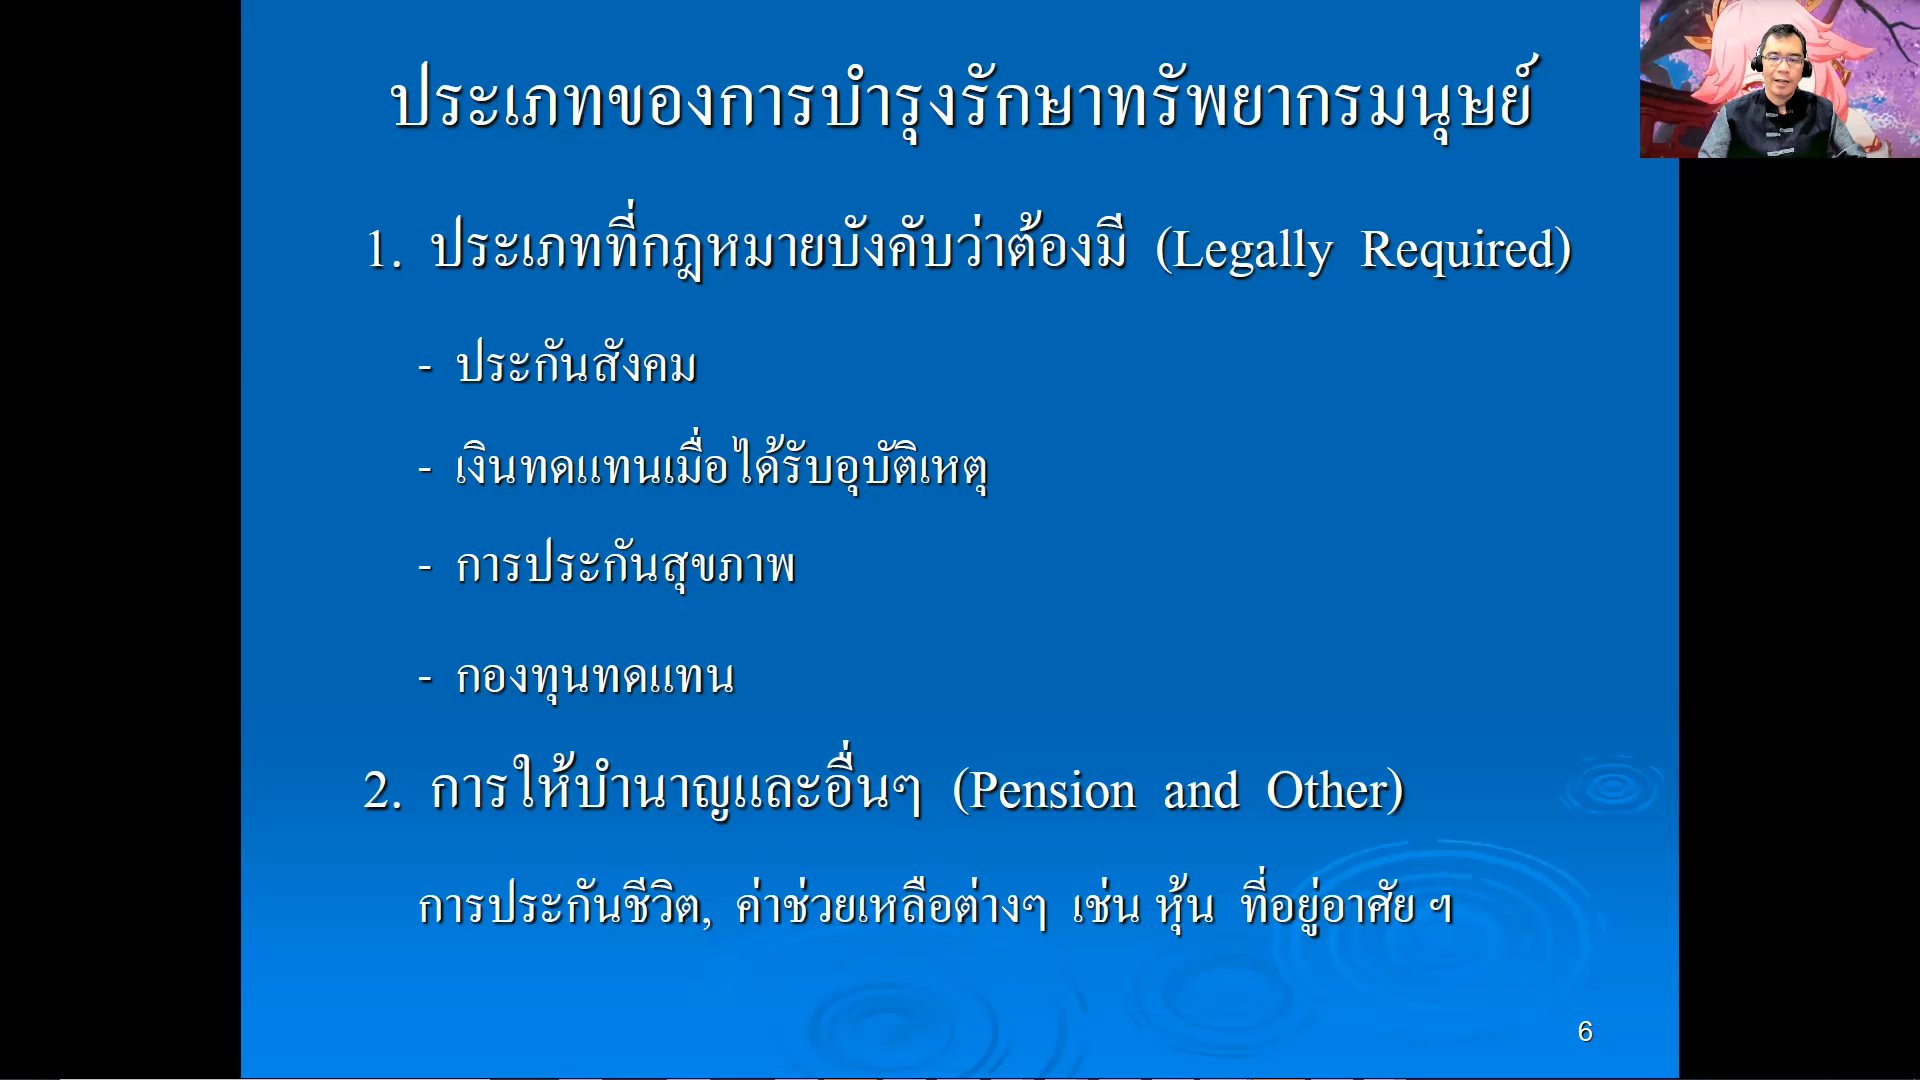 ประเภทของการบำรุงรักษาทรัพยากรมนุษย์
1. ประเภทที่กฎหมายบังคับว่าต้องมี (Legally Required)
- ประกันสังคม
- เงินทดแทนเมื่อได้รับอุบัติเหตุ
- การประกันสุขภาพ
- กองทุนทดแทน
2. การให้บำนาญและอื่นๆ (Pension and Other)
การประกันชีวิต, ค่าช่วยเหลือต่างๆ เช่น หุ้น ที่อยู่อาศัย ฯ
6